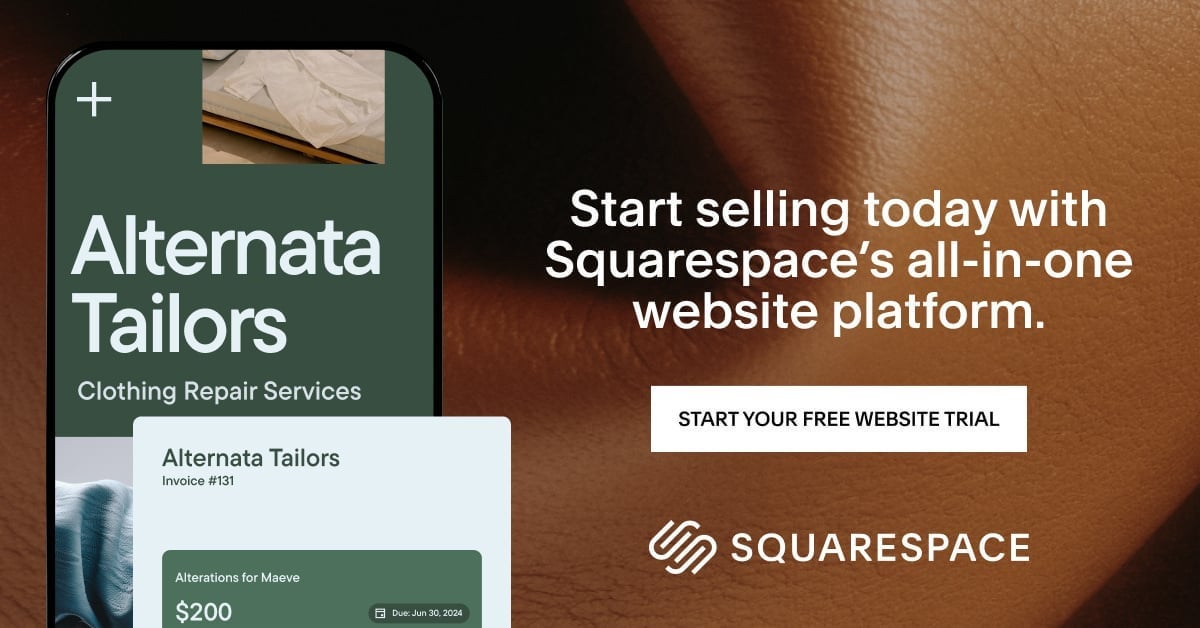 Alternata
Tailors
Clothing Repair Services
Alternata Tailors
Invoice #131
Alterations for Maeve
$200
Due: Jun 30, 2024
Start selling today with
Squarespace’s all-in-one
website platform.
START YOUR FREE WEBSITE TRIAL
SQUARESPACE